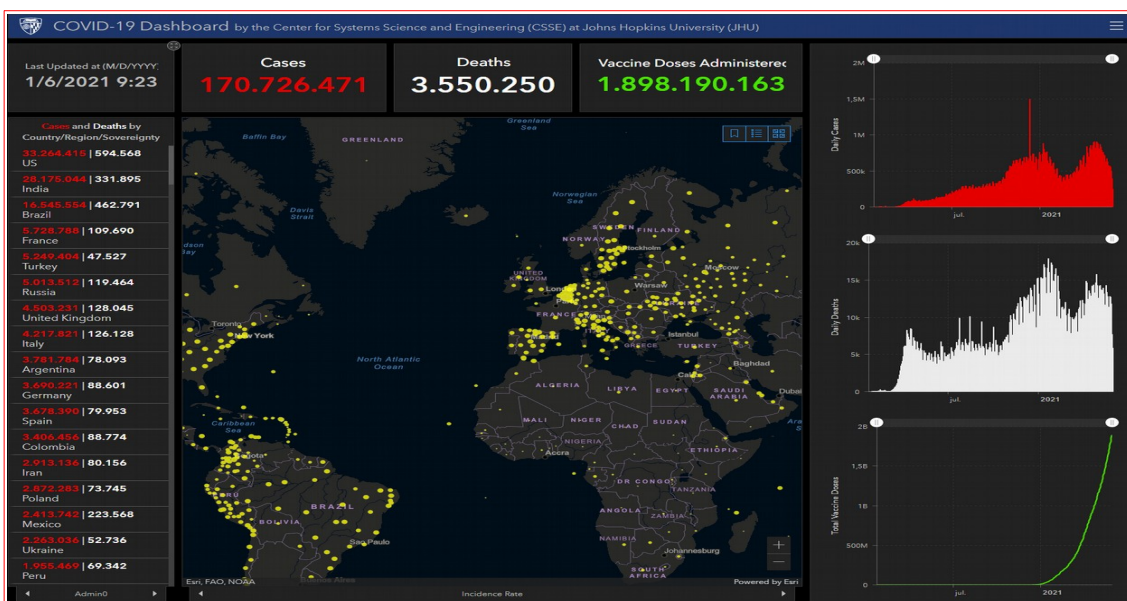 COVID-19 Dashboard by the Center for Systems Science and Engineering (CSSE) at Johns Hopkins University (JHU)
Last Updated at (M/D/YYYY)
1/6/2021 9:23
Cases
170.726.471
Deaths
3.550.250
Vaccine Doses Administered
1.898.190.163
Cases and Deaths by
Country/Region/Sovereignty
33.264.415 | 594.568
US
28.175.044 | 331.895
India
16.545.554 | 462.791
Brazil
5.728.788 | 109.690
France
5.249.404 | 47.527
Turkey
5.013.512 | 119.464
Russia
4.503.231 | 128.045
United Kingdom
4.217.821 | 126.128
Italy
3.781.784 | 78.093
Argentina
3.690.221 | 88.601
Germany
3.678.390 | 79.953
Spain
3.406.456 | 88.774
Colombia
2.913.136 | 80.156
Iran
2.872.283 | 73.745
Poland
2.413.742 | 223.568
Mexico
2.263.036 | 52.736
Ukraine
1.955.469 | 69.342
Peru
Admin0
Greenland
Sea
Baffin Bay
GREENLAND
Norwegian
Sea
Davis
Strait
SWEDEN
FINLAND
NORWAY
Stockholm
Moscow
UNITED
KINGDOM
London
Warsaw
FRANCE
Toronto
New York
Istanbul
GREECE
TURKEY
North Atlantic
Ocean
Baghdad
Cairo
ALGERIA
LIBYA
EGYPT
SAUDI
ARABIA
Dubai
MALI
NIGER
CHAD
SUDAN
Caribbean
Sea
NIGERIA
Accra
ETHIOPIA
Bogota
DR CONGO
TANZANIA
PERU
BRAZIL
ANGOLA
ZAMBIA
BOLIVIA
NAMIBIA
Sao Paulo
Johannesburg
SOUTH
AFRICA
Buenos Aires
Esri, FAO, NOAA
Powered by Esri
Incidence Rate
Daily Cases
2M
1,5M
1M
500k
0
jul.
2021
Daily Deaths
20k
15k
10k
5k
0
jul.
2021
Total Vaccine Doses
2B
1,5B
1B
500M
0
jul.
2021